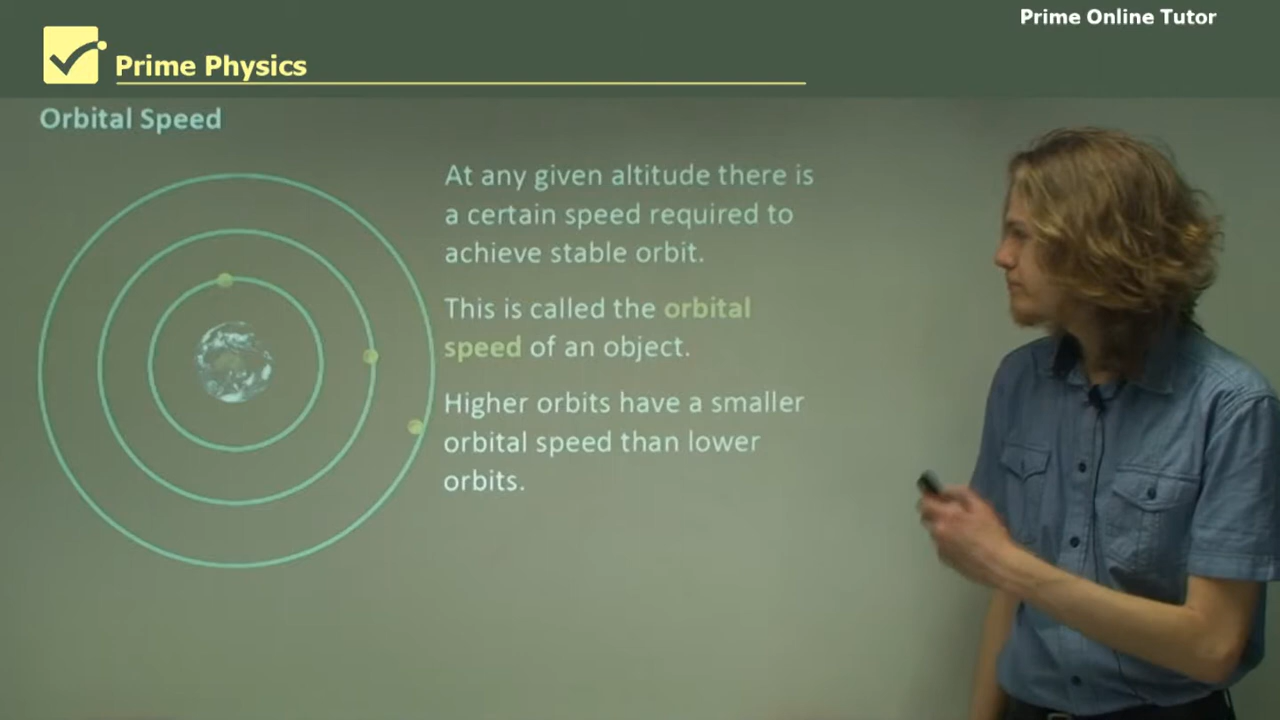 Prime Online Tutor
Prime Physics
Orbital Speed
At any given altitude there is
a certain speed required to
achieve stable orbit.
This is called the orbital
speed of an object.
Higher orbits have a smaller
orbital speed than lower
orbits.